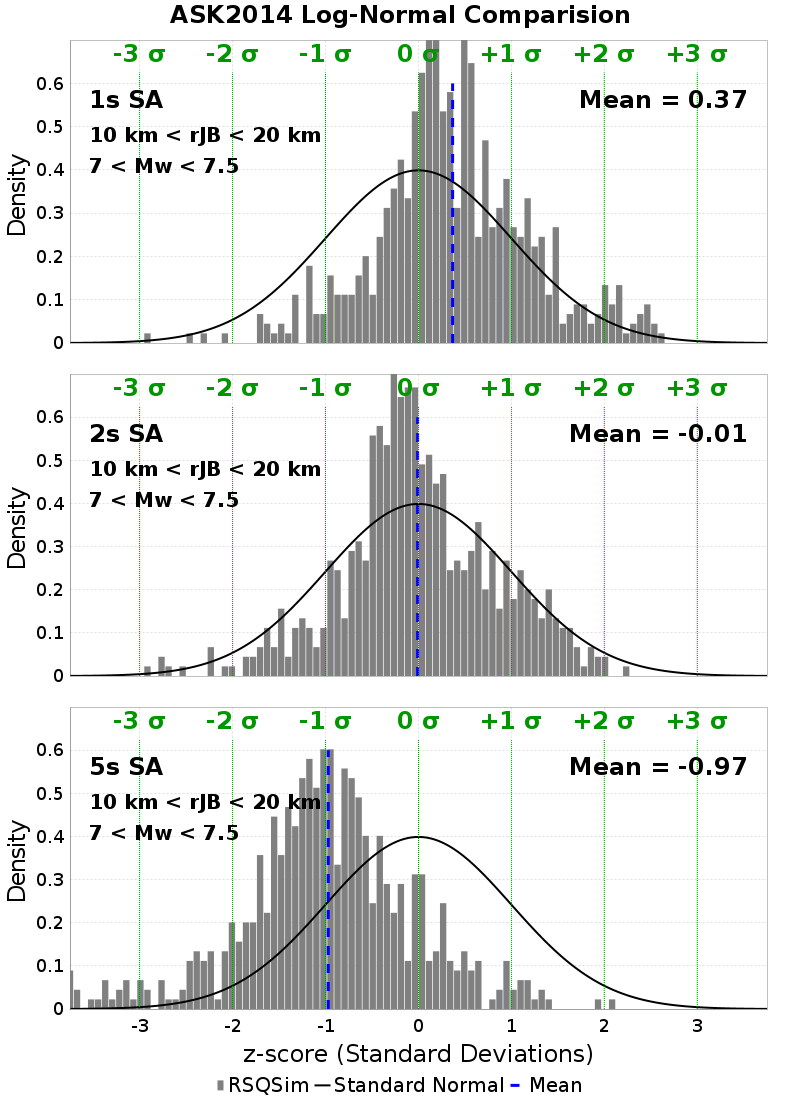 ASK2014 Log-Normal Comparision
-3 σ -2 σ -1 σ 0 σ +1 σ +2 σ +3 σ
1s SA Mean = 0.37
10 km < rJB < 20 km
7 < Mw < 7.5
Density
0.6
0.5
0.4
0.3
0.2
0.1
0
-3 σ -2 σ -1 σ 0 σ +1 σ +2 σ +3 σ
2s SA Mean = -0.01
10 km < rJB < 20 km
7 < Mw < 7.5
Density
0.6
0.5
0.4
0.3
0.2
0.1
0
-3 σ -2 σ -1 σ 0 σ +1 σ +2 σ +3 σ
5s SA Mean = -0.97
10 km < rJB < 20 km
7 < Mw < 7.5
Density
0.6
0.5
0.4
0.3
0.2
0.1
0
-3 -2 -1 0 1 2 3
z-score (Standard Deviations)
RSQSim Standard Normal Mean